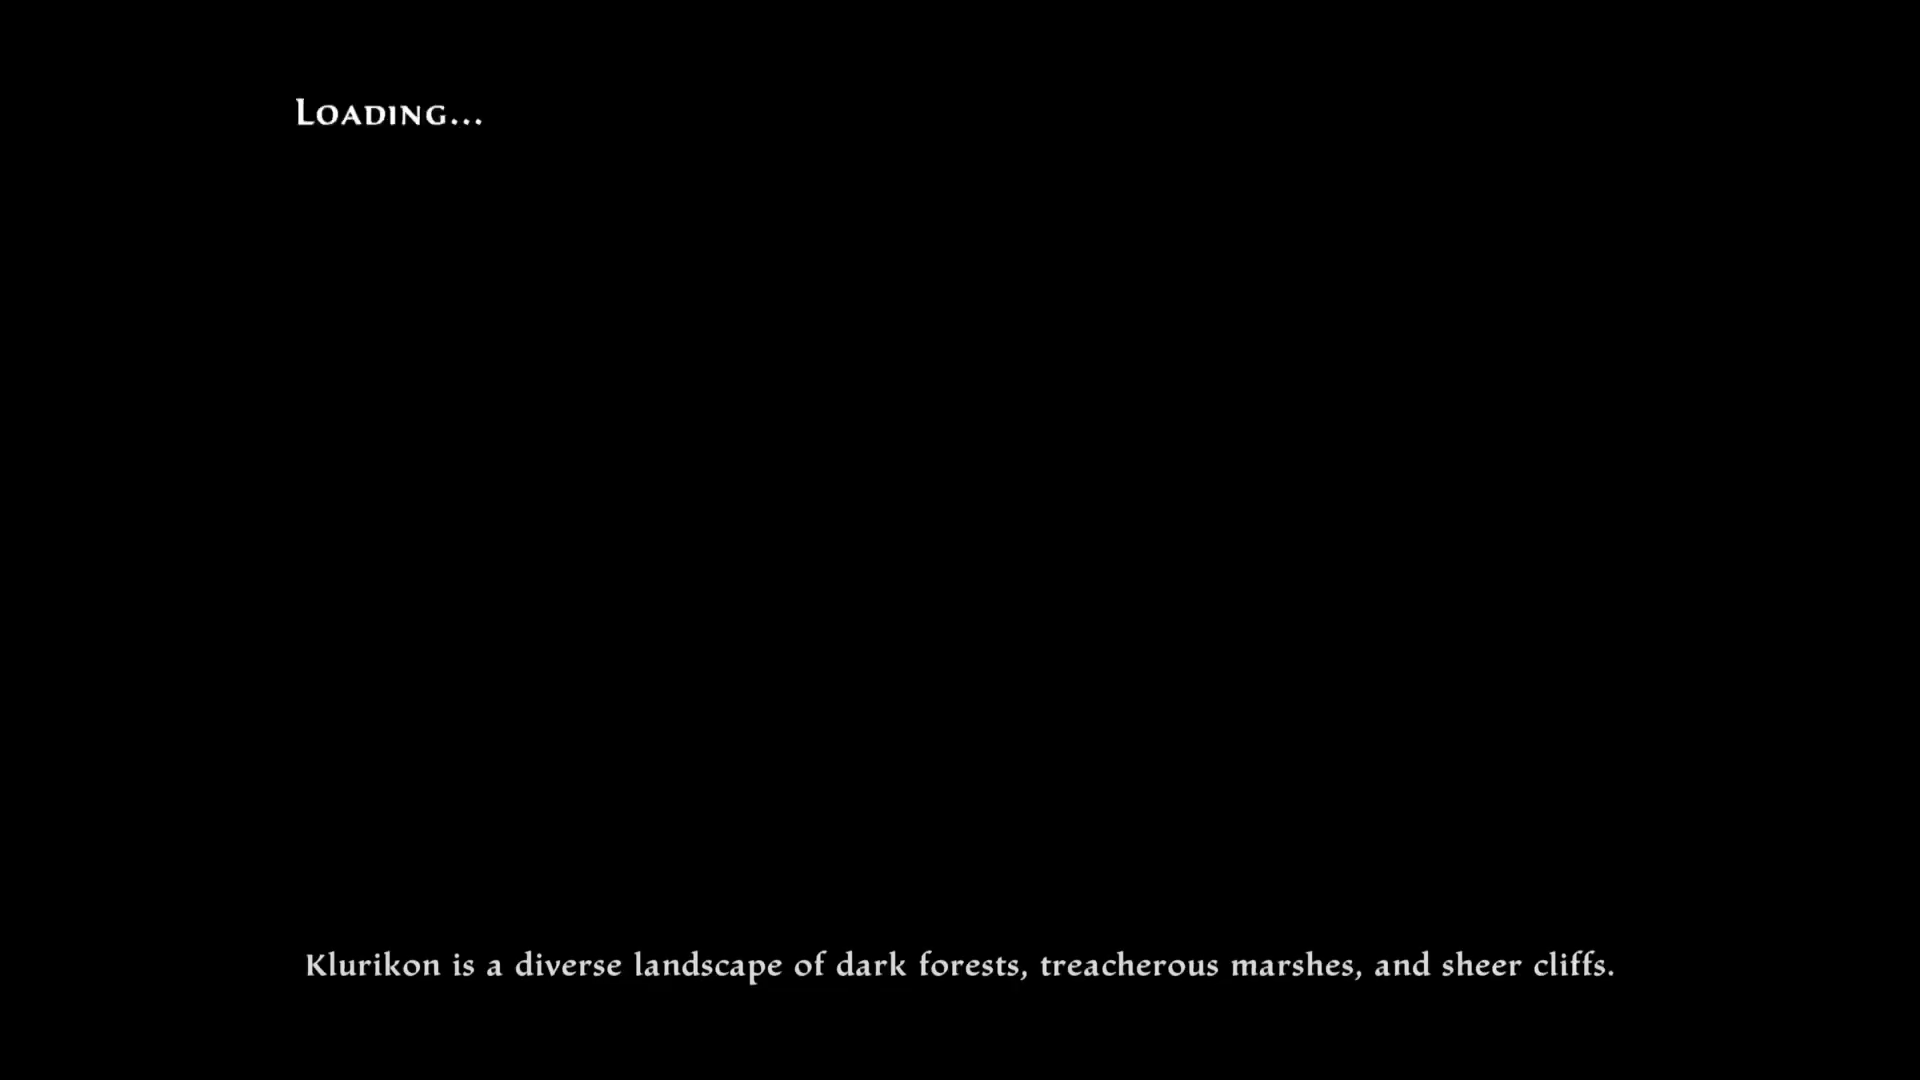 Loading...
Klurikon is a diverse landscape of dark forests, treacherous marshes, and sheer cliffs.